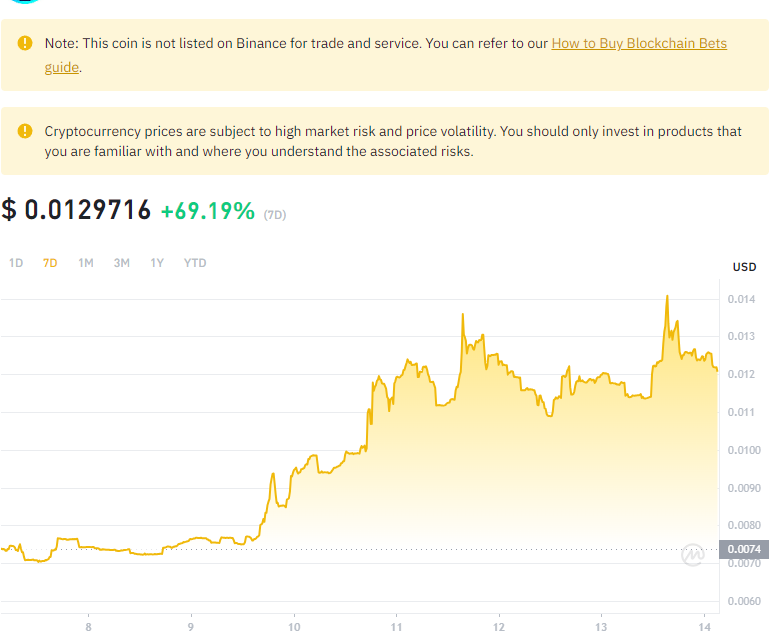 Note: This coin is not listed on Binance for trade and service. You can refer to our How to Buy Blockchain Bets
guide.
Cryptocurrency prices are subject to high market risk and price volatility. You should only invest in products that
you are familiar with and where you understand the associated risks.
$ 0.0129716 +69.19% (7D)
1D 7D 1M 3M 1Y YTD
USD
0.014
0.013
0.012
0.011
0.0100
0.0090
0.0080
0.0074
0.0070
0.0060
8 9 10 11 12 13 14